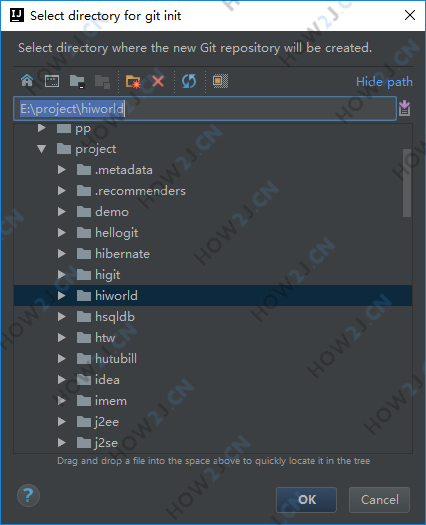 Select directory for git init
Select directory where the new Git repository will be created.
Hide path
E:\project\hiworld
pp
project
.metadata
.recommenders
demo
hellogit
hibernate
higit
hiworld
hsqldb
htw
hutubill
idea
imem
j2ee
j2se
Drag and drop a file into the space above to quickly locate it in the tree
?
OK
Cancel
HOW2J.CN